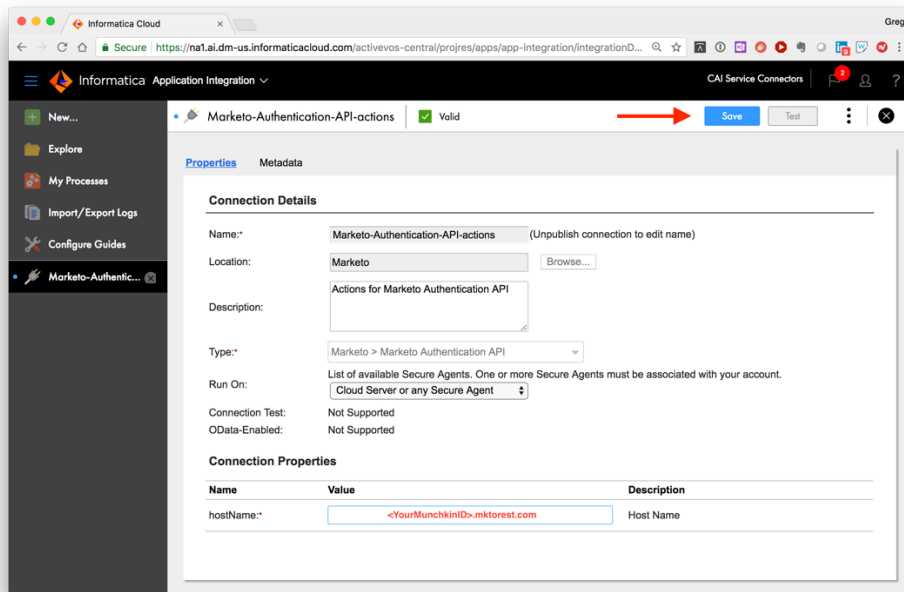 Informatica Cloud
Greg
Secure https://na1.ai.dm-us.informaticacloud.com/activevos-central/projres/apps/app-integration/integrationD...
Informatica Application Integration
CAI Service Connectors
2
?
New...
Marketo-Authentication-API-actions
Valid
Save
Test
Explore
My Processes
Import/Export Logs
Configure Guides
Marketo-Authentic...
Properties Metadata
Connection Details
Name:* Marketo-Authentication-API-actions (Unpublish connection to edit name)
Location: Marketo Browse...
Description: Actions for Marketo Authentication API
Type:* Marketo > Marketo Authentication API
List of available Secure Agents. One or more Secure Agents must be associated with your account.
Run On: Cloud Server or any Secure Agent
Connection Test: Not Supported
OData-Enabled: Not Supported
Connection Properties
Name Value Description
hostName:* <YourMunchkinID>.mktorest.com Host Name